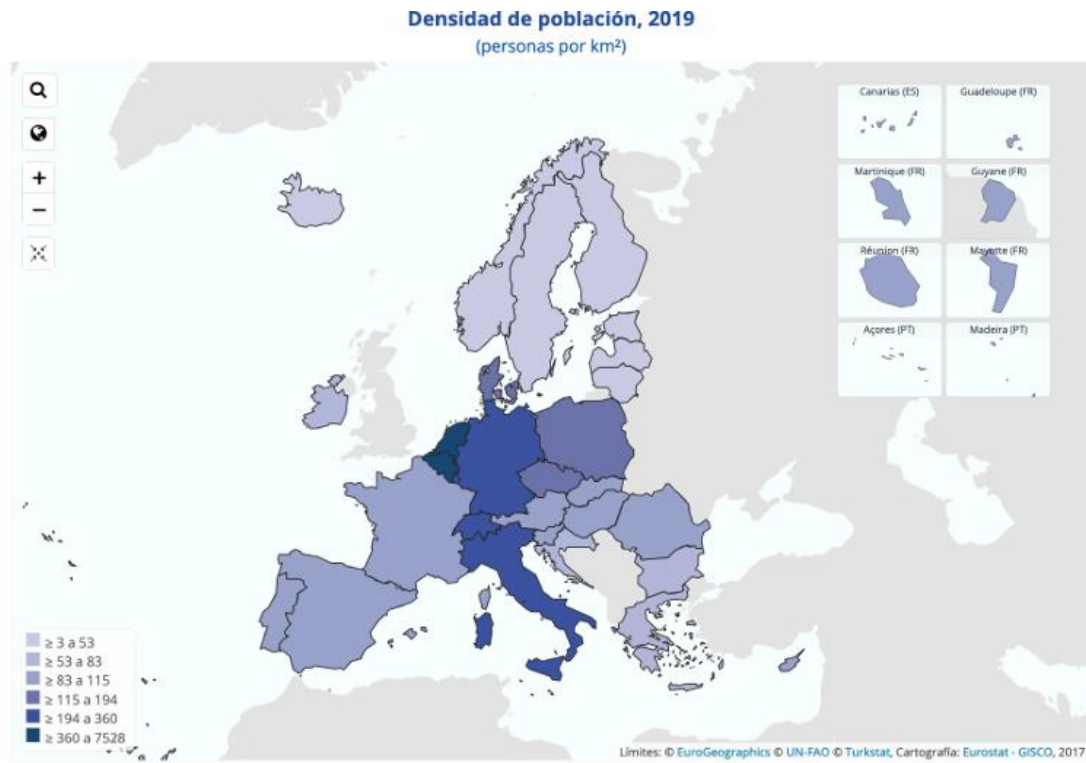 Densidad de población, 2019
(personas por km²)
Canarias (ES)
Guadeloupe (FR)
Martinique (FR)
Guyane (FR)
Réunion (FR)
Mayotte (FR)
Açores (PT)
Madeira (PT)
+
−
≥ 3 a 53
≥ 53 a 83
≥ 83 a 115
≥ 115 a 194
≥ 194 a 360
≥ 360 a 7528
Límites: © EuroGeographics © UN-FAO © Turkstat, Cartografía: Eurostat - GISCO, 2017